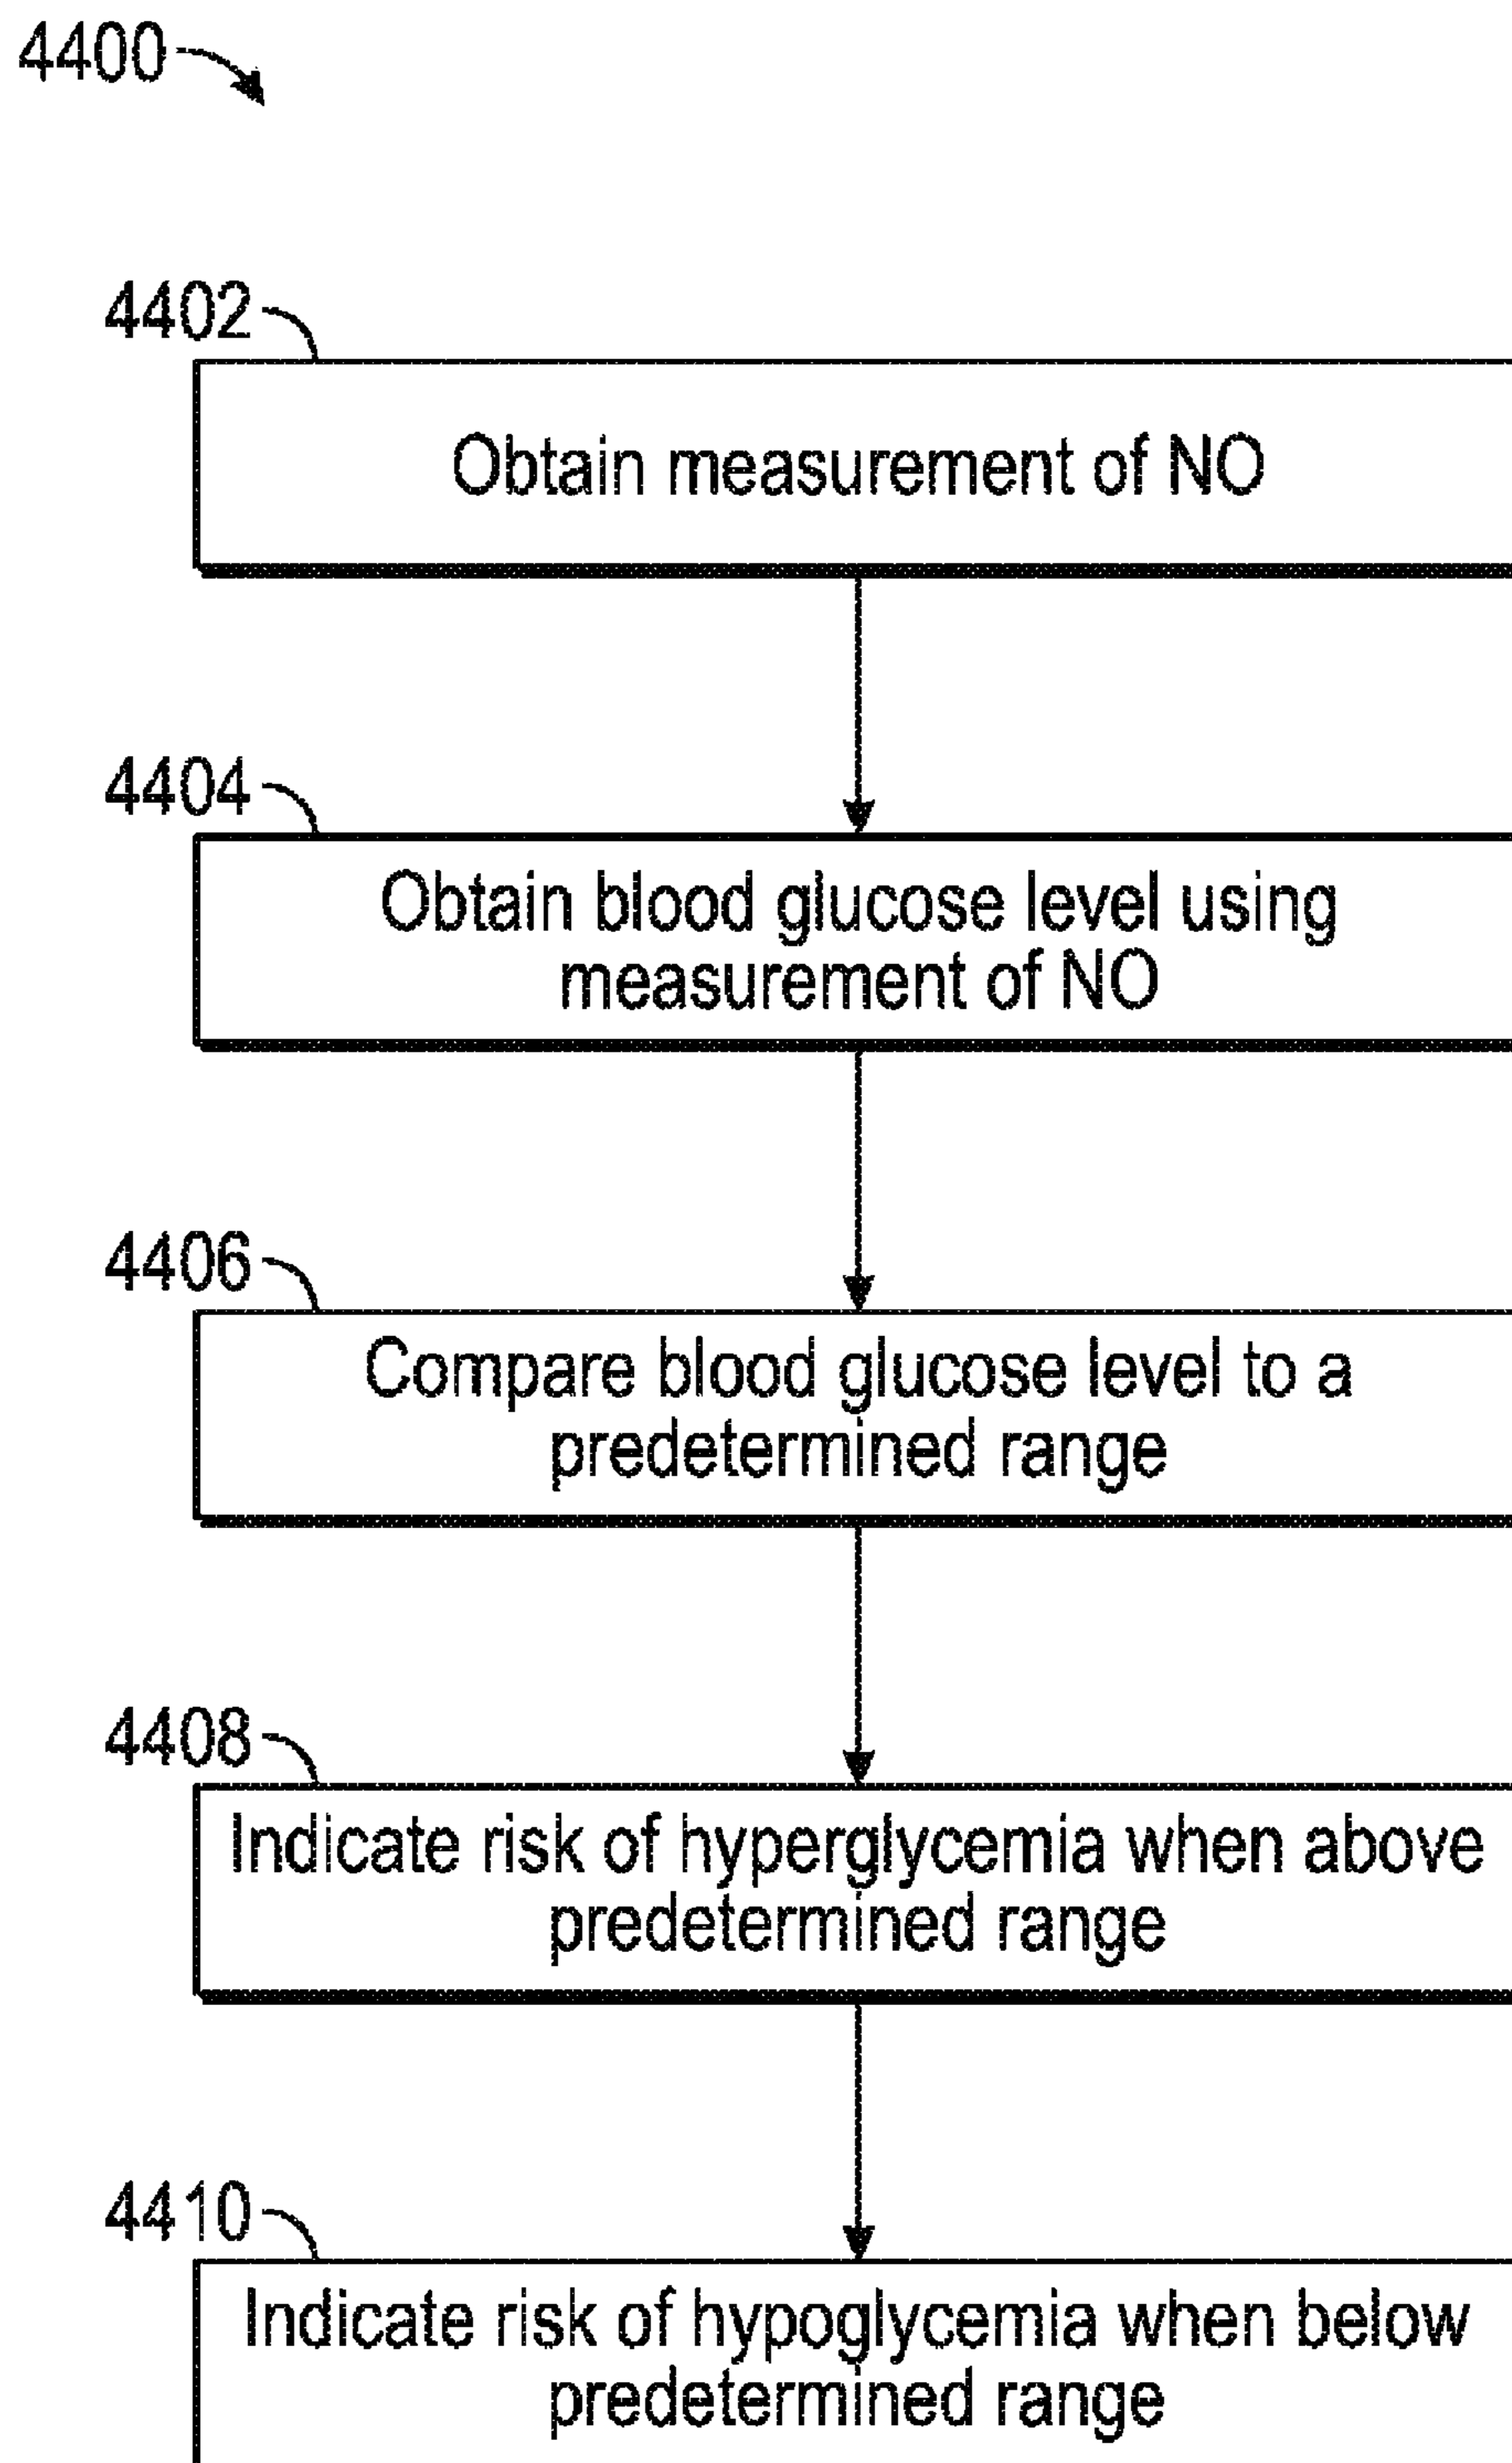 4400
4402
Obtain measurement of NO
4404
Obtain blood glucose level using
measurement of NO
4406
Compare blood glucose level to a
predetermined range
4408
Indicate risk of hyperglycemia when above
predetermined range
4410
Indicate risk of hypoglycemia when below
predetermined range